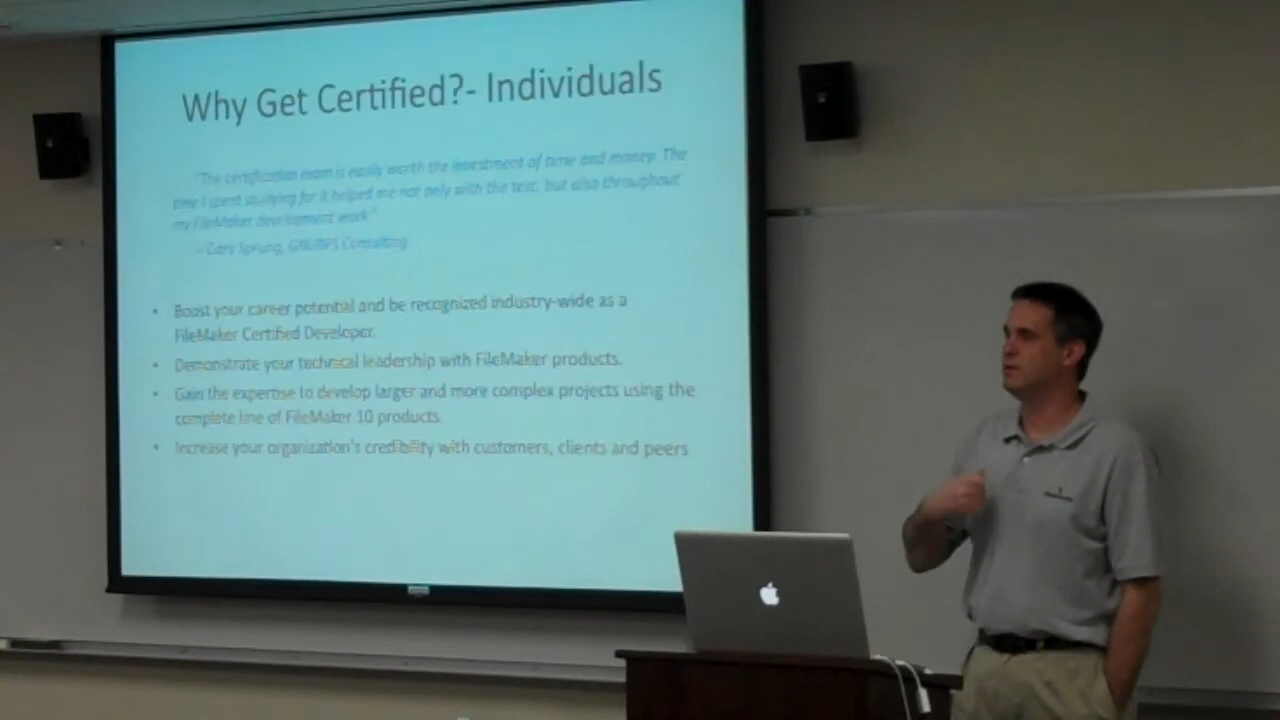 Why Get Certified?- Individuals
"The certification exam is easily worth the investment of time and money. The
time I spent studying for it helped me not only with the test, but also throughout
my FileMaker development work."
- Gary Sprung, Consulting
• Boost your career potential and be recognized industry-wide as a
FileMaker Certified Developer.
• Demonstrate your technical leadership with FileMaker products.
• Gain the expertise to develop larger and more complex projects using the
complete line of FileMaker 10 products.
• Increase your organization's credibility with customers, clients and peers